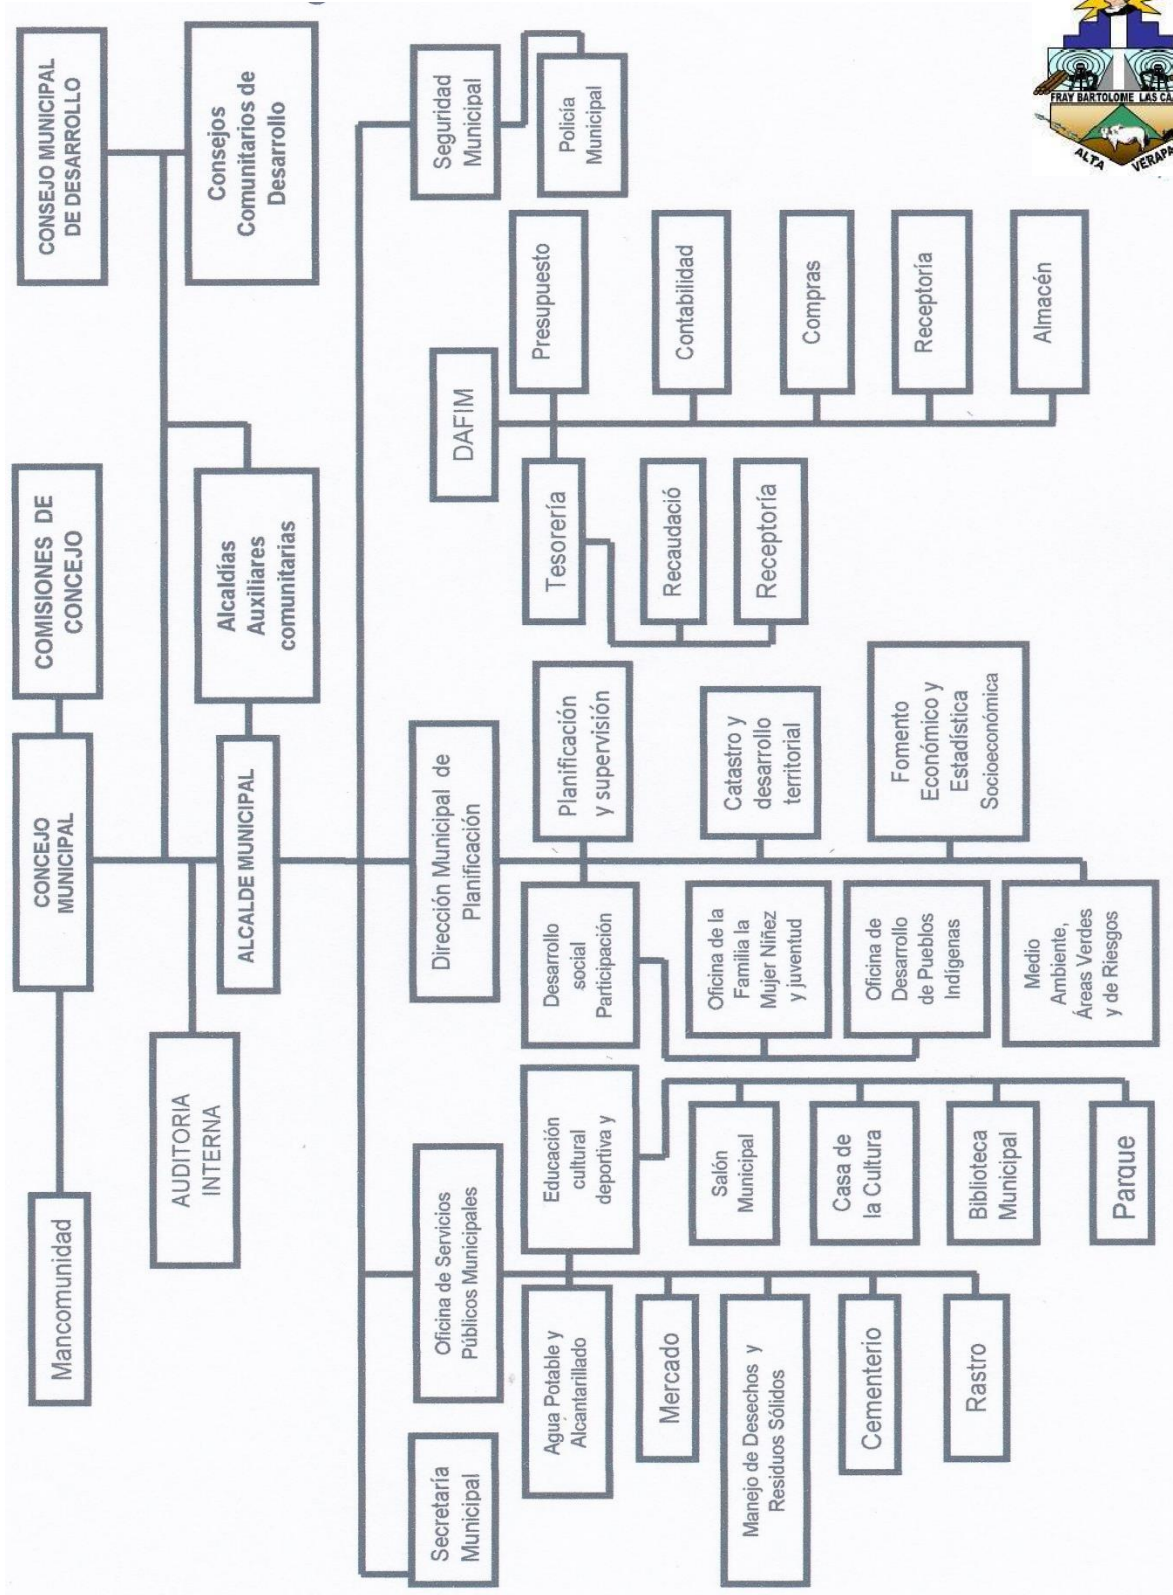 Mancomunidad
CONCEJO
MUNICIPAL
COMISIONES DE
CONCEJO
CONSEJO MUNICIPAL
DE DESARROLLO
AUDITORIA
INTERNA
ALCALDE MUNICIPAL
Alcaldías
Auxiliares
comunitarias
Consejos
Comunitarios de
Desarrollo
Secretaría
Municipal
Oficina de Servicios
Públicos Municipales
Dirección Municipal de
Planificación
DAFIM
Seguridad
Municipal
Policía
Municipal
Agua Potable y
Alcantarillado
Mercado
Manejo de Desechos y
Residuos Sólidos
Cementerio
Rastro
Educación
cultural
deportiva y
Salón
Municipal
Casa de
la Cultura
Biblioteca
Municipal
Parque
Desarrollo
social
Participación
Oficina de la
Familia la
Mujer Niñez
y juventud
Oficina de
Desarrollo
de Pueblos
Indígenas
Medio
Ambiente,
Áreas Verdes
y de Riesgos
Planificación
y supervisión
Catastro y
desarrollo
territorial
Fomento
Económico y
Estadística
Socioeconómica
Tesorería
Recaudació
Receptoría
Presupuesto
Contabilidad
Compras
Receptoría
Almacén
FRAY BARTOLOME LAS CA
ALTA VERAPA